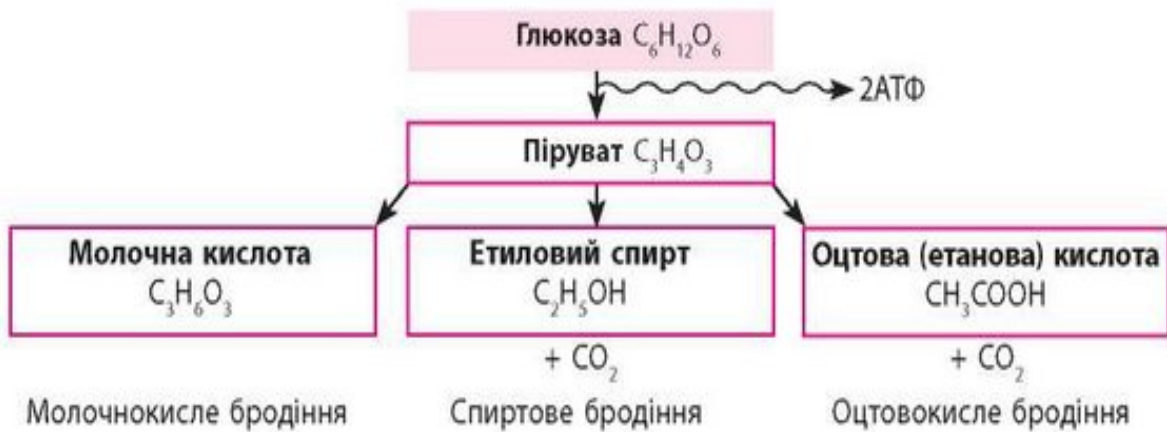 Глюкоза C₆H₁₂O₆
2АТФ
Піруват C₃H₄O₃
Молочна кислота
C₃H₆O₃
Етиловий спирт
C₂H₅OH
Оцтова (етанова) кислота
CH₃COOH
+ CO₂
+ CO₂
Молочнокисле бродіння
Спиртове бродіння
Оцтовокисле бродіння